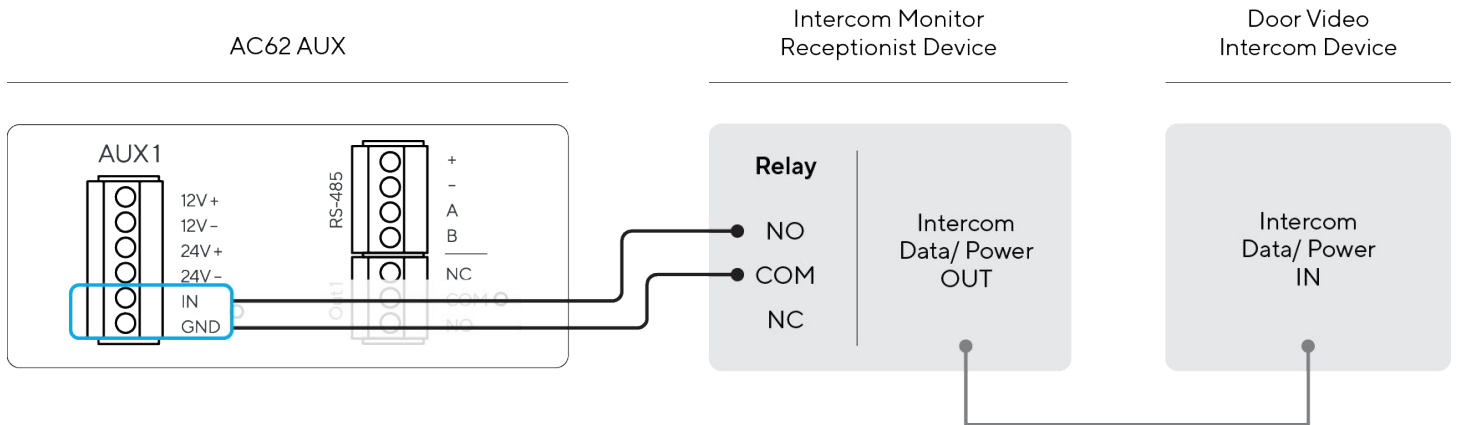 AC62 AUX
Intercom Monitor
Receptionist Device
Door Video
Intercom Device
AUX1
12V+
12V-
24V+
24V-
IN
GND
RS-485
+
-
A
B
NC
COM
NO
Out1
Relay
NO
COM
NC
Intercom
Data/ Power
OUT
Intercom
Data/ Power
IN